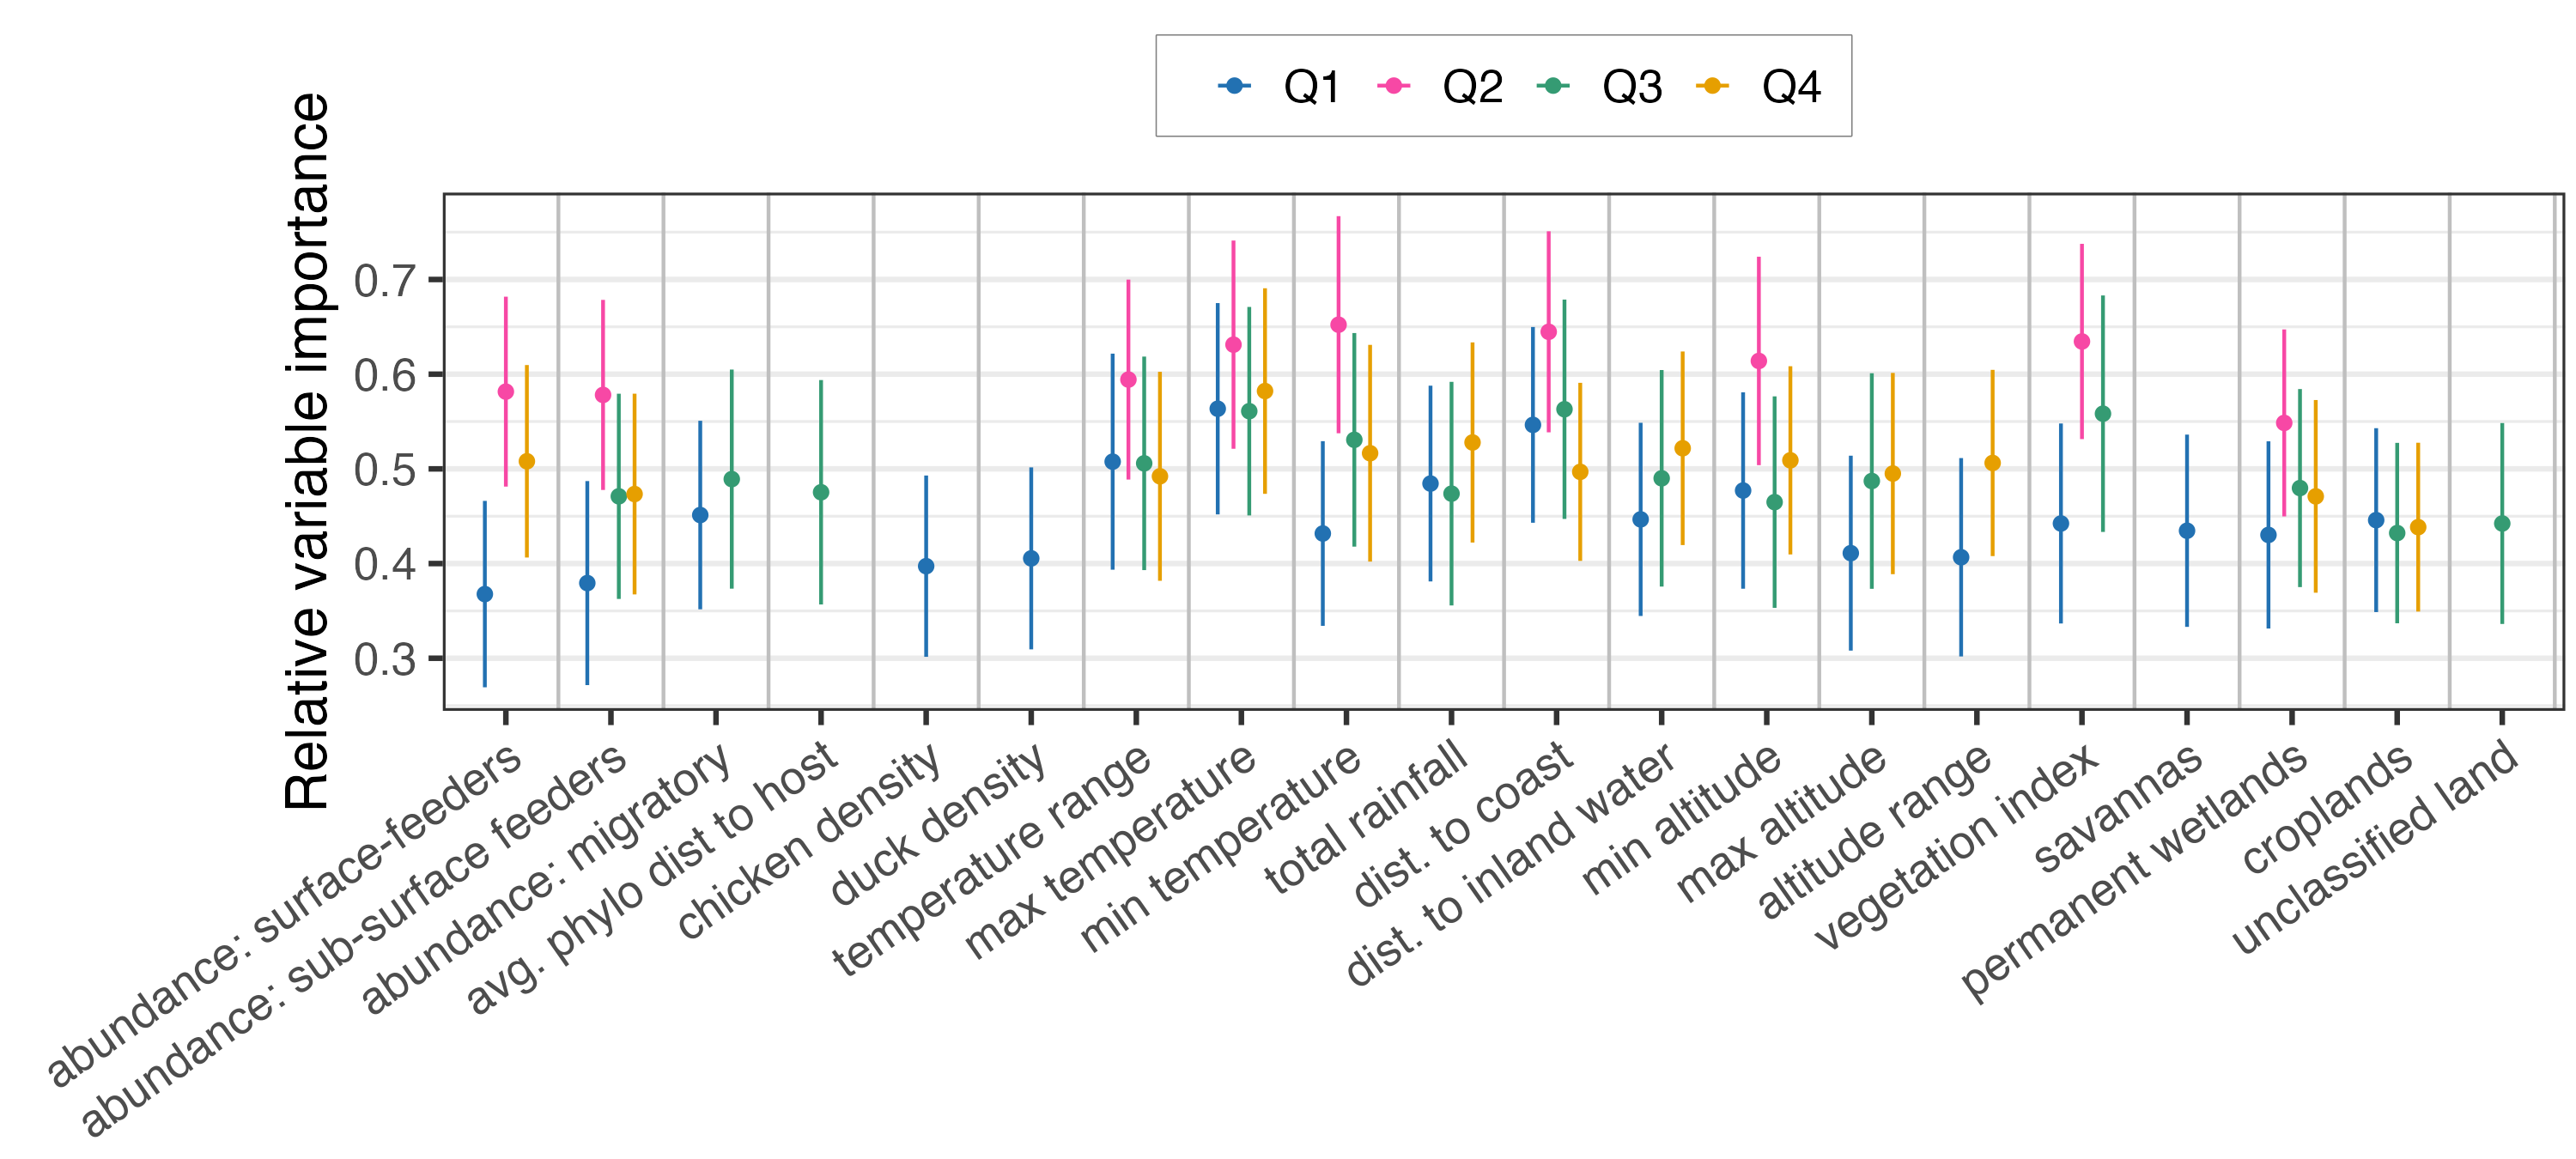 Q1 Q2 Q3 Q4
Relative variable importance
0.7
0.6
0.5
0.4
0.3
abundance: surface-feeders
abundance: sub-surface feeders
abundance: migratory
avg. phylo dist to host
chicken density
duck density
temperature range
max temperature
min temperature
total rainfall
dist. to coast
dist. to inland water
min altitude
max altitude
altitude range
vegetation index
savannas
permanent wetlands
croplands
unclassified land